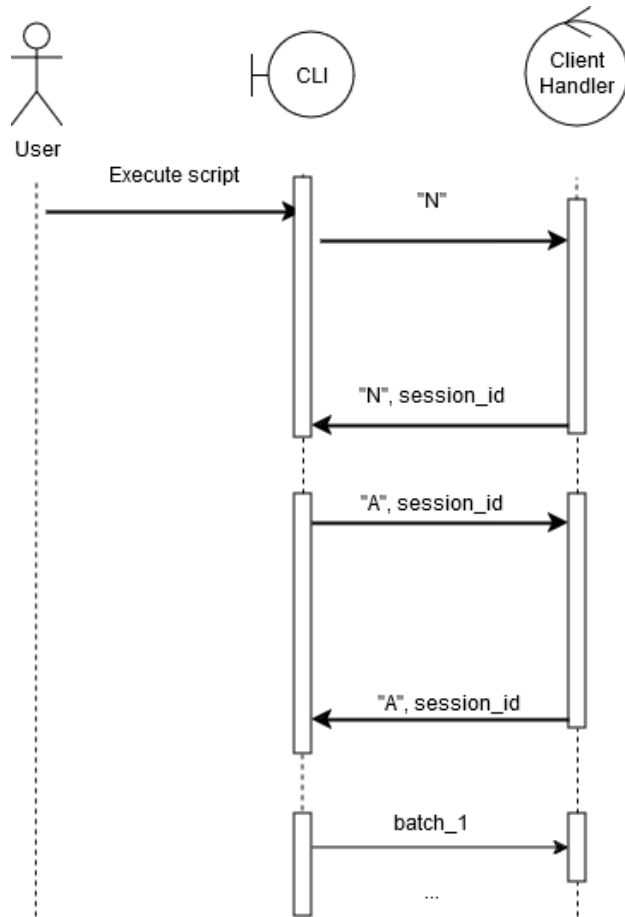 CLI
Client
Handler
User
Execute script
"N"
"N", session_id
"A", session_id
"A", session_id
batch_1
...